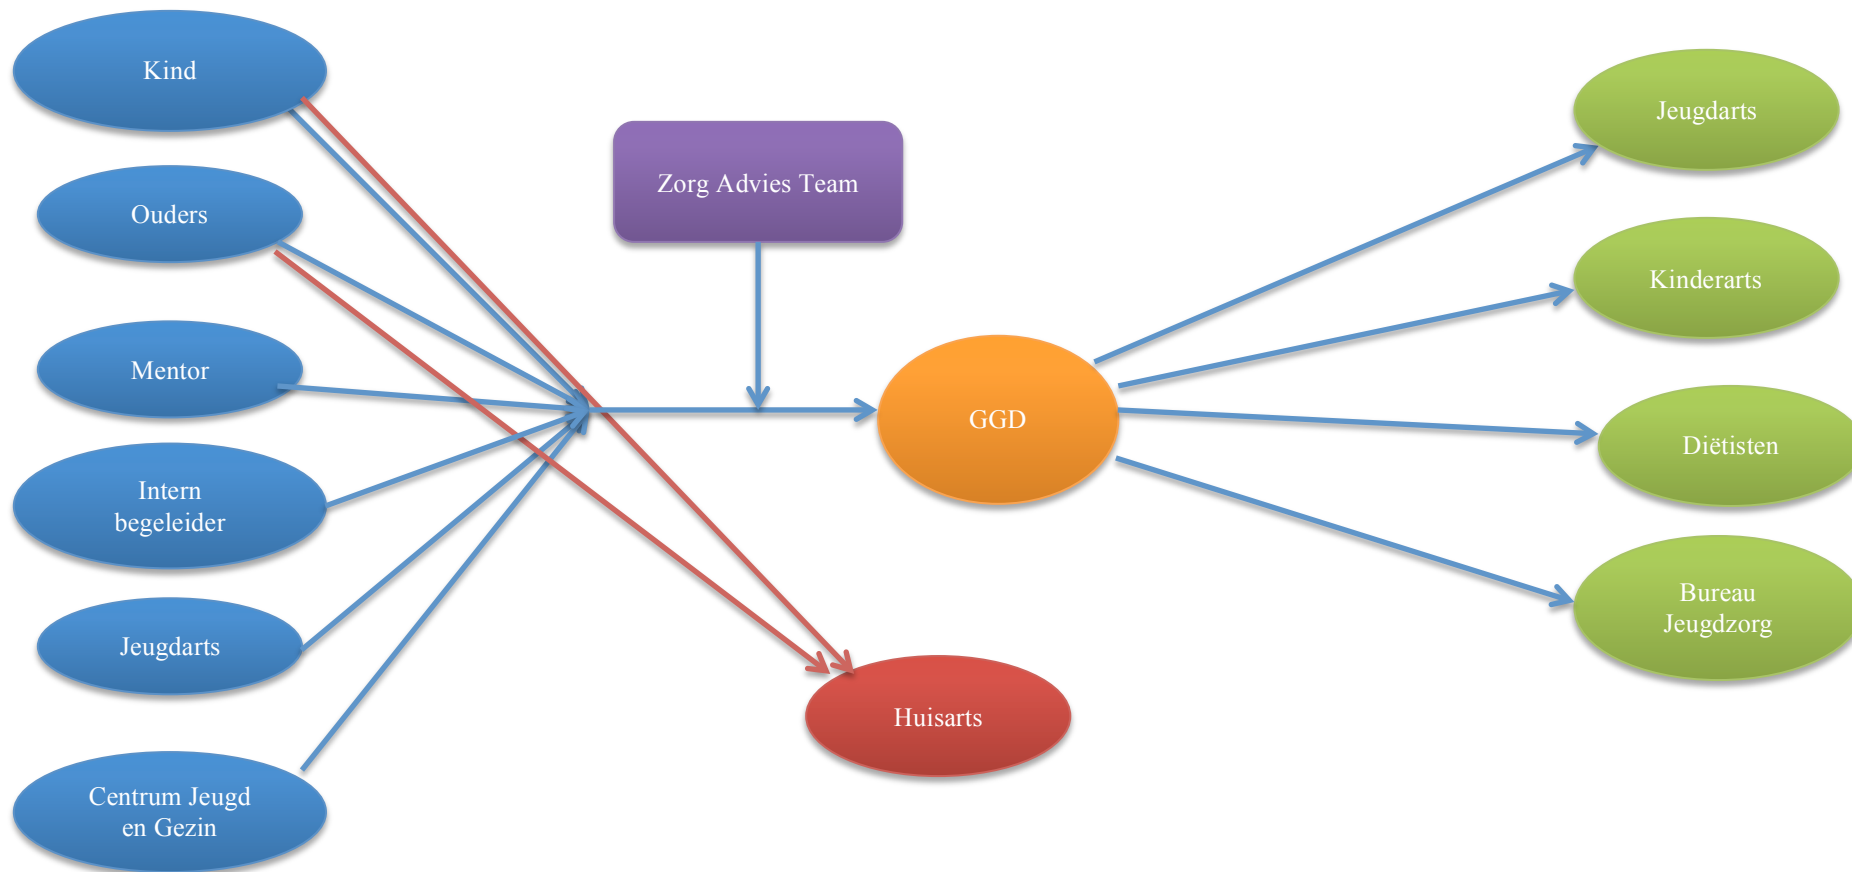 Kind
Ouders
Mentor
Intern
begeleider
Jeugdarts
Centrum Jeugd
en Gezin
Zorg Advies Team
GGD
Huisarts
Jeugdarts
Kinderarts
Diëtisten
Bureau
Jeugdzorg